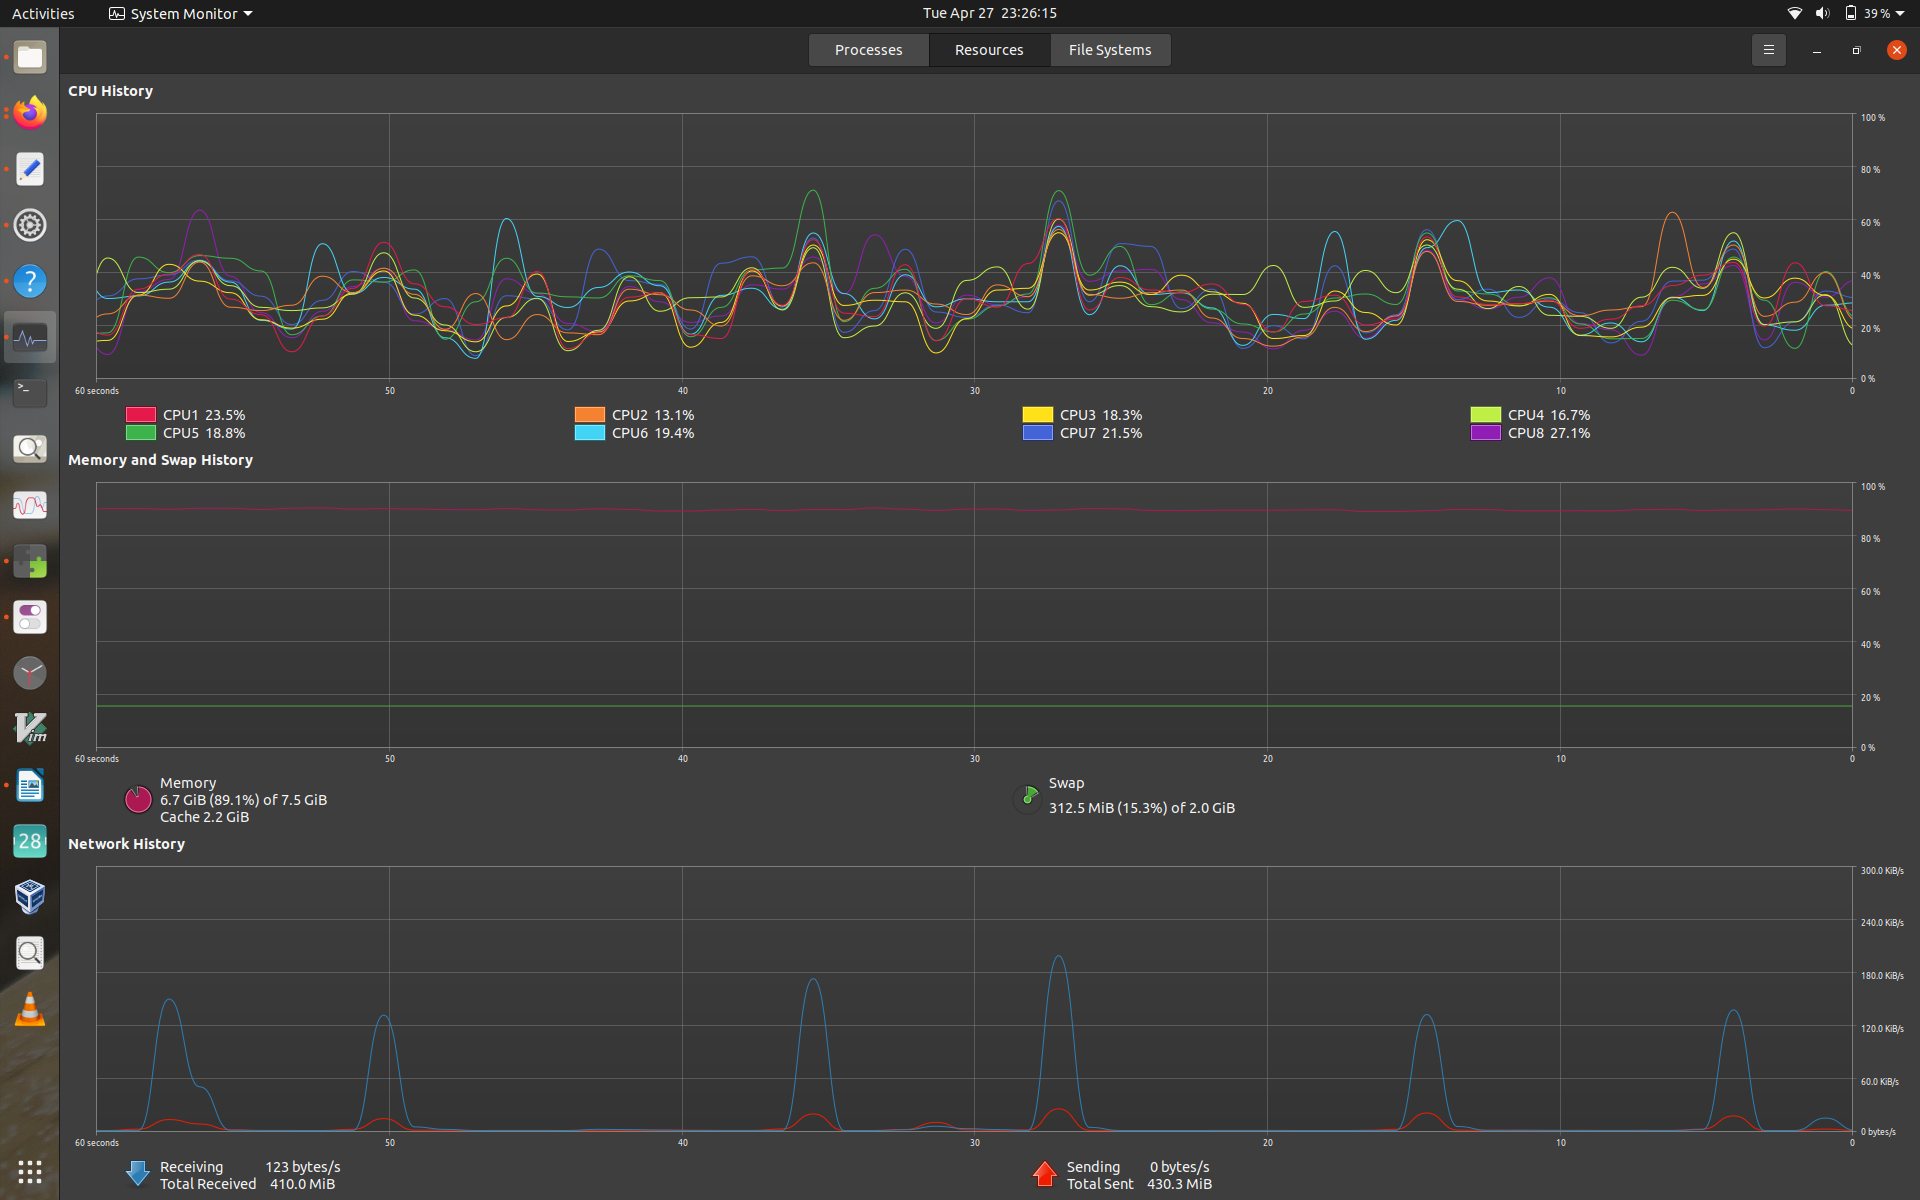 Activities System Monitor Tue Apr 27 23:26:15 39 %
Processes Resources File Systems
CPU History
100 %
80 %
60 %
40 %
20 %
0 %
60 seconds 50 40 30 20 10 0
CPU1 23.5% CPU2 13.1% CPU3 18.3% CPU4 16.7%
CPU5 18.8% CPU6 19.4% CPU7 21.5% CPU8 27.1%
Memory and Swap History
100 %
80 %
60 %
40 %
20 %
0 %
60 seconds 50 40 30 20 10 0
Memory
6.7 GiB (89.1%) of 7.5 GiB
Cache 2.2 GiB
Swap
312.5 MiB (15.3%) of 2.0 GiB
Network History
300.0 KiB/s
240.0 KiB/s
180.0 KiB/s
120.0 KiB/s
60.0 KiB/s
0 bytes/s
60 seconds 50 40 30 20 10 0
Receiving 123 bytes/s
Total Received 410.0 MiB
Sending 0 bytes/s
Total Sent 430.3 MiB
?
>_
Vim
28